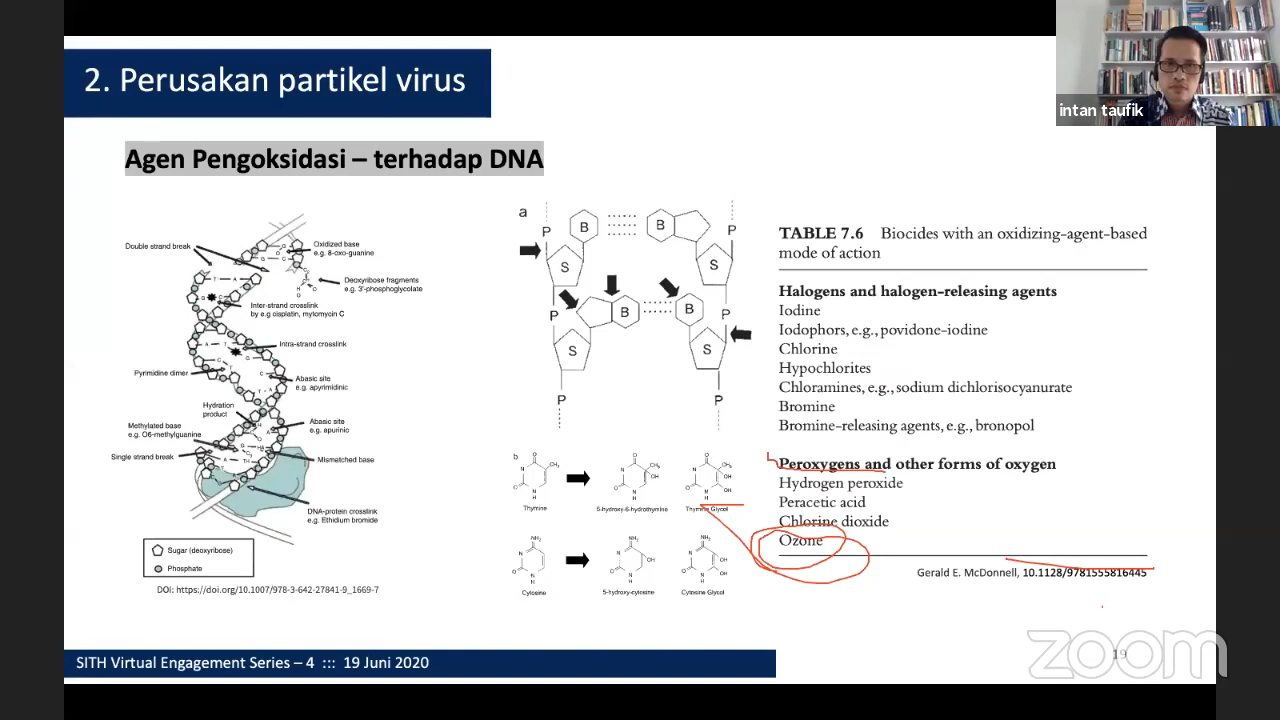 2. Perusakan partikel virus
intan taufik
Agen Pengoksidasi – terhadap DNA
Double strand break
Oxidized base
e.g. 8-oxo-guanine
Deoxyribose fragments
e.g. 3'-phosphoglycolate
Inter-strand crosslink
by e.g cisplatin, mytomycin C
Intra-strand crosslink
Pyrimidine dimer
Abasic site
e.g. apyrimidinic
Hydration
product
Methylated base
e.g. O6-methylguanine
Abasic site
e.g. apurinic
Single strand break
Mismatched base
DNA-protein crosslink
e.g. Ethidium bromide
Sugar (deoxyribose)
Phosphate
DOI: https://doi.org/10.1007/978-3-642-27841-9_1669-7
a
P B B P
S S
P B B P
S S
P P
b
Thymine 5-hydroxy-6-hydrothymine Thymine Glycol
Cytosine 5-hydroxy-cytosine Cytosine Glycol
TABLE 7.6 Biocides with an oxidizing-agent-based
mode of action
Halogens and halogen-releasing agents
Iodine
Iodophors, e.g., povidone-iodine
Chlorine
Hypochlorites
Chloramines, e.g., sodium dichlorisocyanurate
Bromine
Bromine-releasing agents, e.g., bronopol
Peroxygens and other forms of oxygen
Hydrogen peroxide
Peracetic acid
Chlorine dioxide
Ozone
Gerald E. McDonnell, 10.1128/9781555816445
SITH Virtual Engagement Series – 4 ::: 19 Juni 2020
19
zoom